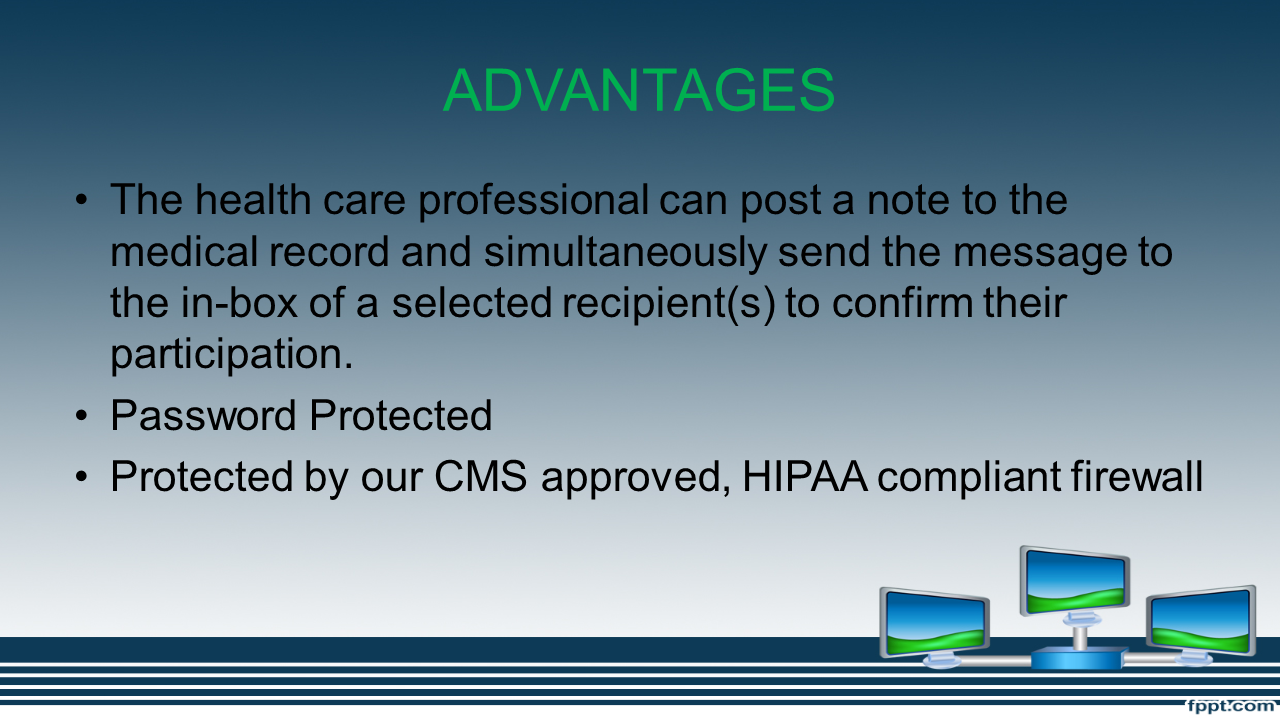 ADVANTAGES
• The health care professional can post a note to the
medical record and simultaneously send the message to
the in-box of a selected recipient(s) to confirm their
participation.
• Password Protected
• Protected by our CMS approved, HIPAA compliant firewall
fppt.com